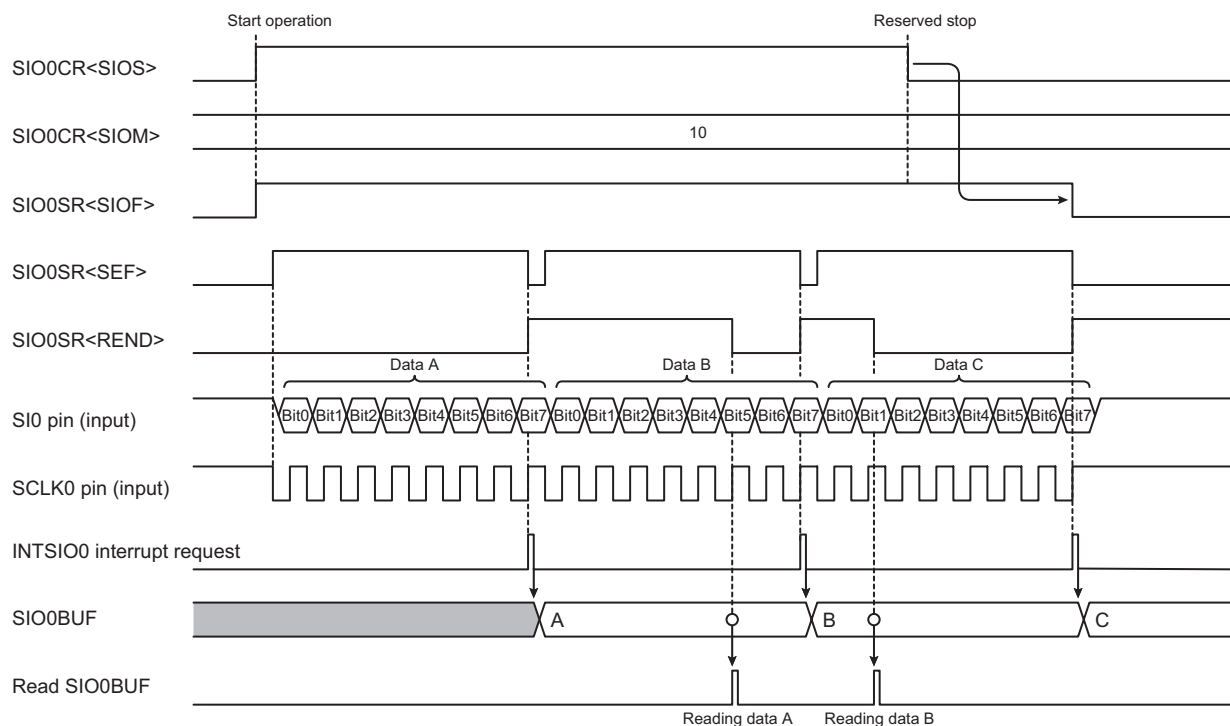 Start operation
Reserved stop
SIO0CR<SIOS>
SIO0CR<SIOM>
10
SIO0SR<SIOF>
SIO0SR<SEF>
SIO0SR<REND>
Data A
Data B
Data C
SI0 pin (input)
Bit0 Bit1 Bit2 Bit3 Bit4 Bit5 Bit6 Bit7 Bit0 Bit1 Bit2 Bit3 Bit4 Bit5 Bit6 Bit7 Bit0 Bit1 Bit2 Bit3 Bit4 Bit5 Bit6 Bit7
SCLK0 pin (input)
INTSIO0 interrupt request
SIO0BUF
A
B
C
Read SIO0BUF
Reading data A
Reading data B